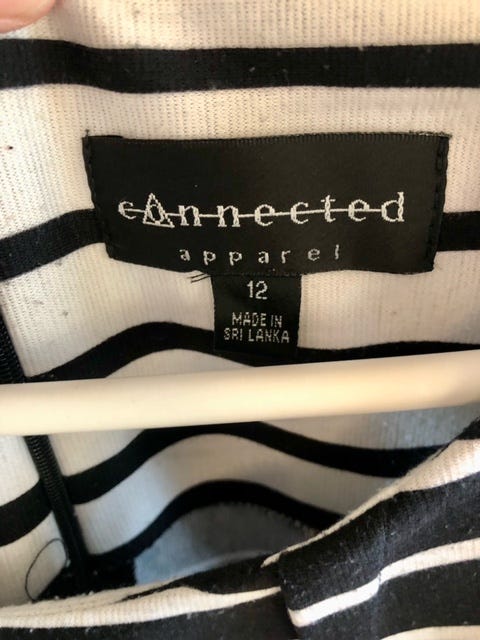 connected
apparel
12
MADE IN
SRI LANKA